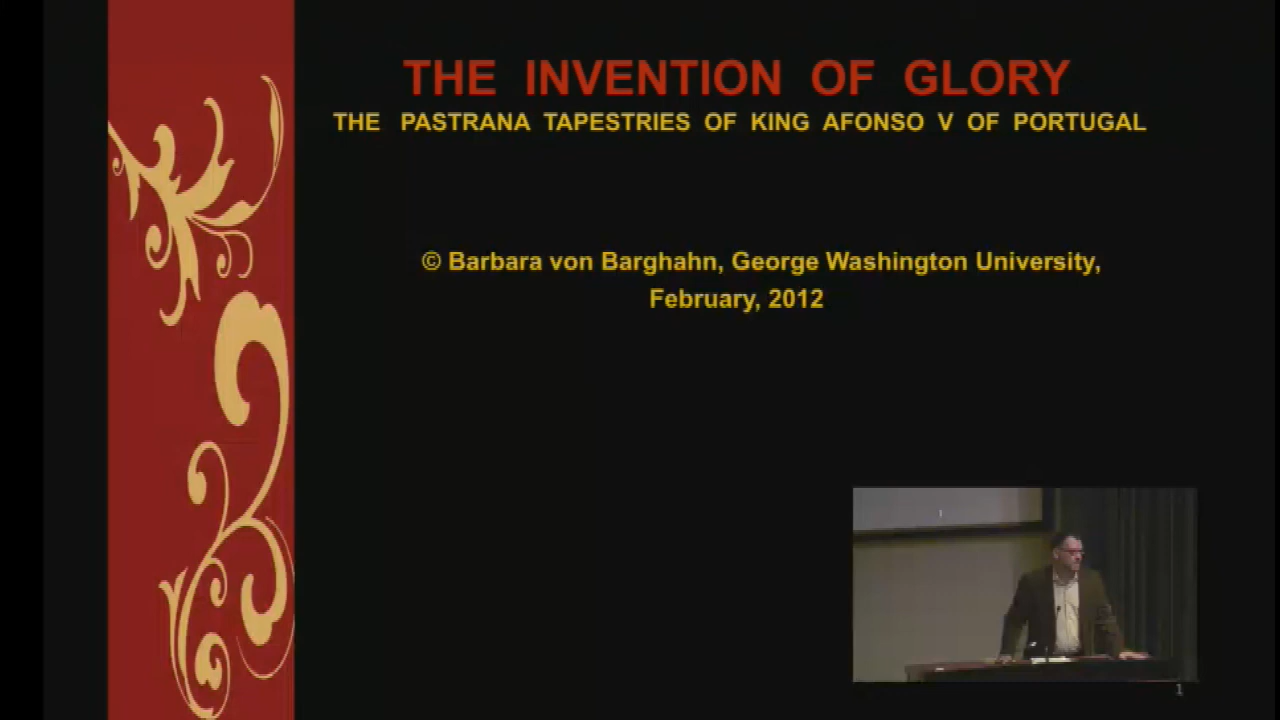 THE INVENTION OF GLORY
THE PASTRANA TAPESTRIES OF KING AFONSO V OF PORTUGAL
© Barbara von Barghahn, George Washington University,
February, 2012
1
1